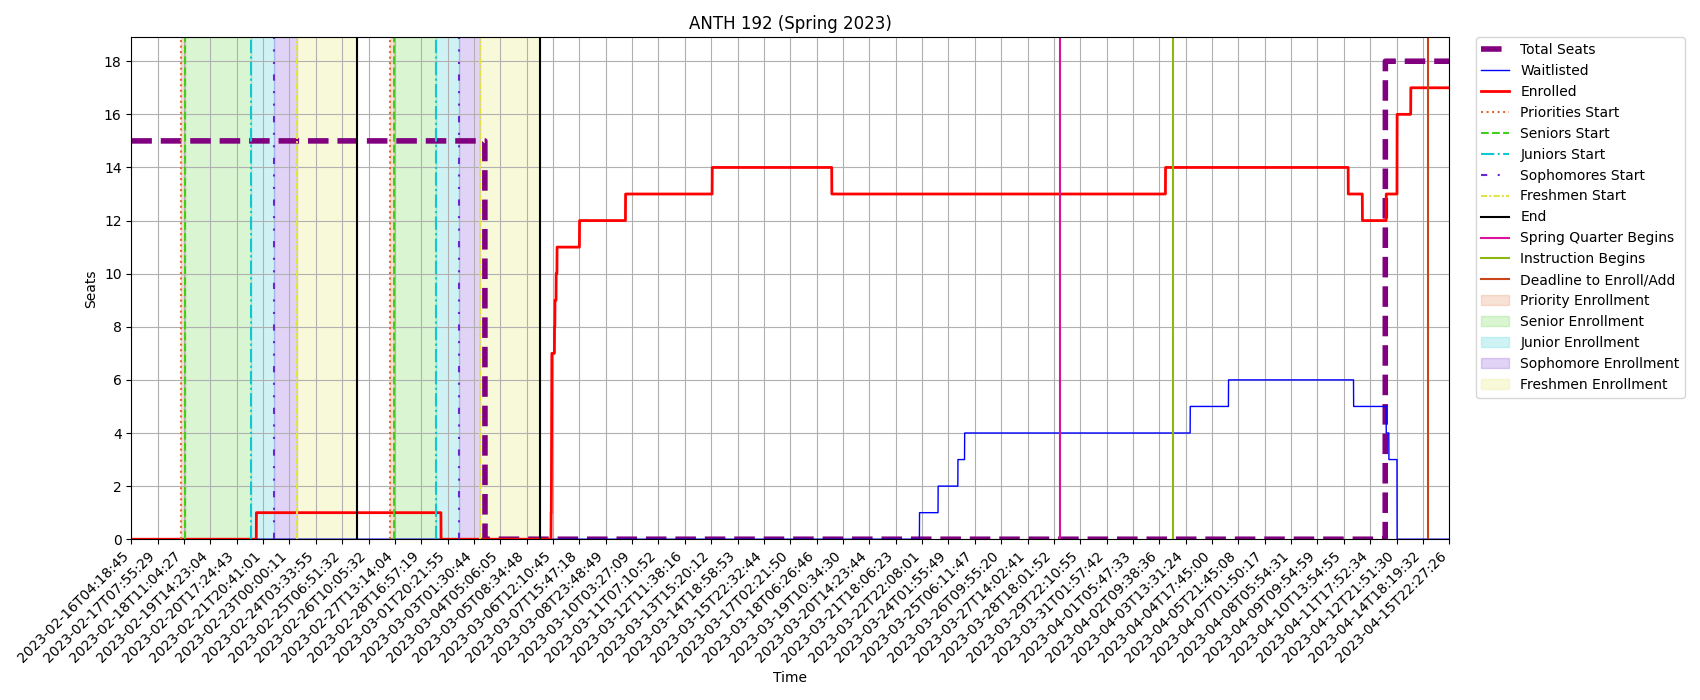 ANTH 192 (Spring 2023)
Seats
18
16
14
12
10
8
6
4
2
0
2023-02-16T04:18:45
2023-02-17T07:55:29
2023-02-18T11:04:27
2023-02-19T14:23:04
2023-02-20T17:24:43
2023-02-21T20:41:01
2023-02-23T00:00:11
2023-02-24T03:33:55
2023-02-25T06:51:32
2023-02-26T10:05:32
2023-02-27T13:14:04
2023-02-28T16:57:19
2023-03-01T20:21:55
2023-03-03T01:30:44
2023-03-04T05:06:05
2023-03-05T08:34:48
2023-03-06T12:10:45
2023-03-07T15:47:18
2023-03-08T23:48:49
2023-03-10T03:27:09
2023-03-11T07:10:52
2023-03-12T11:38:16
2023-03-13T15:20:12
2023-03-14T18:58:53
2023-03-15T22:32:44
2023-03-17T02:21:50
2023-03-18T06:26:46
2023-03-19T10:34:30
2023-03-20T14:23:44
2023-03-21T18:06:23
2023-03-22T22:08:01
2023-03-24T01:55:49
2023-03-25T06:11:47
2023-03-26T09:55:20
2023-03-27T14:02:41
2023-03-28T18:01:52
2023-03-29T22:10:55
2023-03-31T01:57:42
2023-04-01T05:47:33
2023-04-02T09:38:36
2023-04-03T13:31:24
2023-04-04T17:45:00
2023-04-05T21:45:08
2023-04-07T01:50:17
2023-04-08T05:54:31
2023-04-09T09:54:59
2023-04-10T13:54:55
2023-04-11T17:52:34
2023-04-12T21:51:30
2023-04-14T18:19:32
2023-04-15T22:27:26
Time
Total Seats
Waitlisted
Enrolled
Priorities Start
Seniors Start
Juniors Start
Sophomores Start
Freshmen Start
End
Spring Quarter Begins
Instruction Begins
Deadline to Enroll/Add
Priority Enrollment
Senior Enrollment
Junior Enrollment
Sophomore Enrollment
Freshmen Enrollment